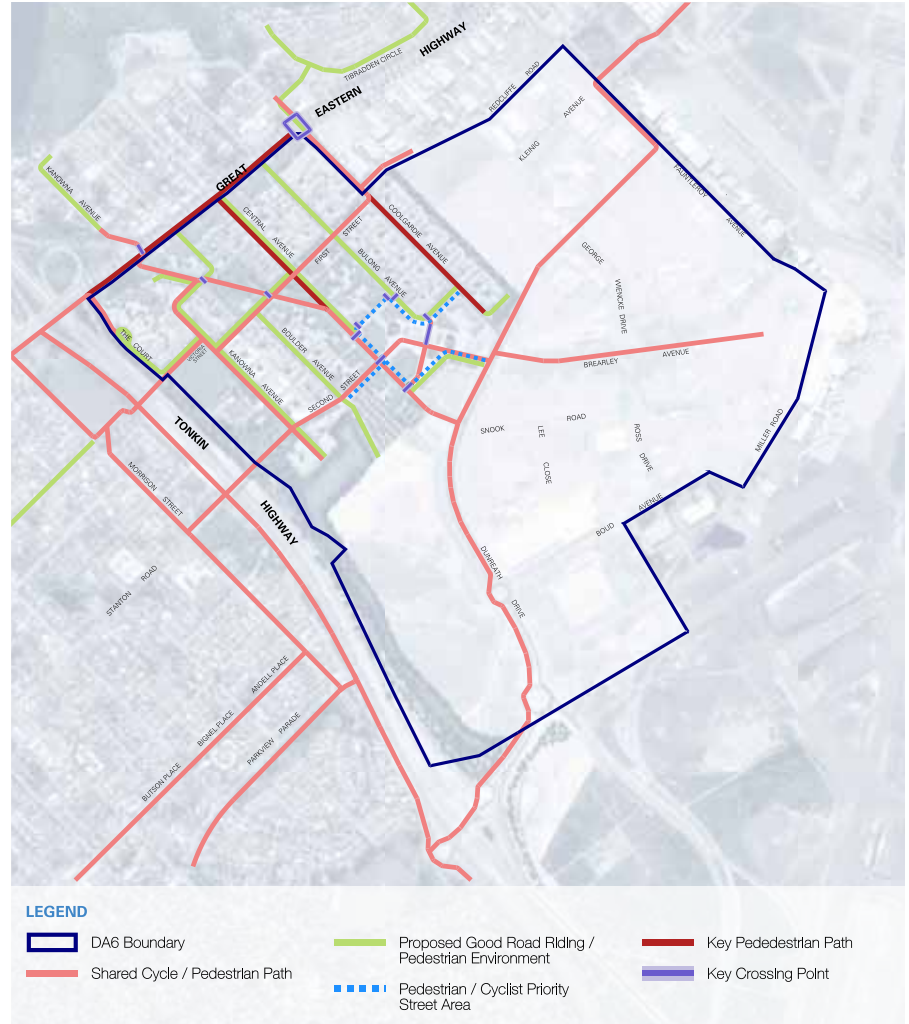 HIGHWAY
TIBRADDEN CIRCLE
EASTERN
REDCLIFFE ROAD
KLEINIG AVENUE
GREAT
KANOWNA AVENUE
FAUNTLEROY AVENUE
CENTRAL AVENUE
FIRST STREET
COOLGARDIE AVENUE
BULONG AVENUE
GEORGE WIENCKE DRIVE
THE COURT
VICTORIA STREET
KANOWNA AVENUE
BOULDER AVENUE
SECOND STREET
BREARLEY AVENUE
SNOOK ROAD
LEE CLOSE
ROSS DRIVE
MILLER ROAD
BOUD AVENUE
TONKIN HIGHWAY
MORRISON STREET
STANTON ROAD
DUNREATH DRIVE
ANDELL PLACE
BIGNEL PLACE
BUTSON PLACE
PARKVIEW PARADE
LEGEND
DA6 Boundary
Shared Cycle / Pedestrian Path
Proposed Good Road Riding /
Pedestrian Environment
Pedestrian / Cyclist Priority
Street Area
Key Pededestrian Path
Key Crossing Point